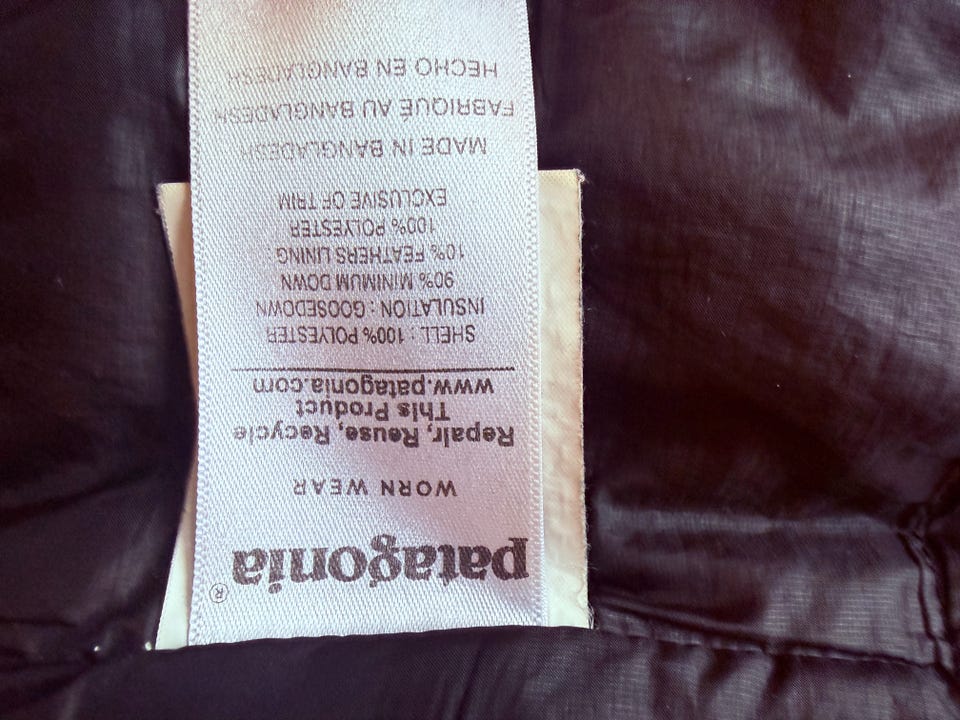 patagonia®
WORN WEAR
Repair, Reuse, Recycle
This Product
www.patagonia.com
SHELL : 100% POLYESTER
INSULATION : GOOSEDOWN
90% MINIMUM DOWN
10% FEATHERS LINING
100% POLYESTER
EXCLUSIVE OF TRIM
MADE IN BANGLADESH
FABRIQUÉ AU BANGLADESH
HECHO EN BANGLADESH